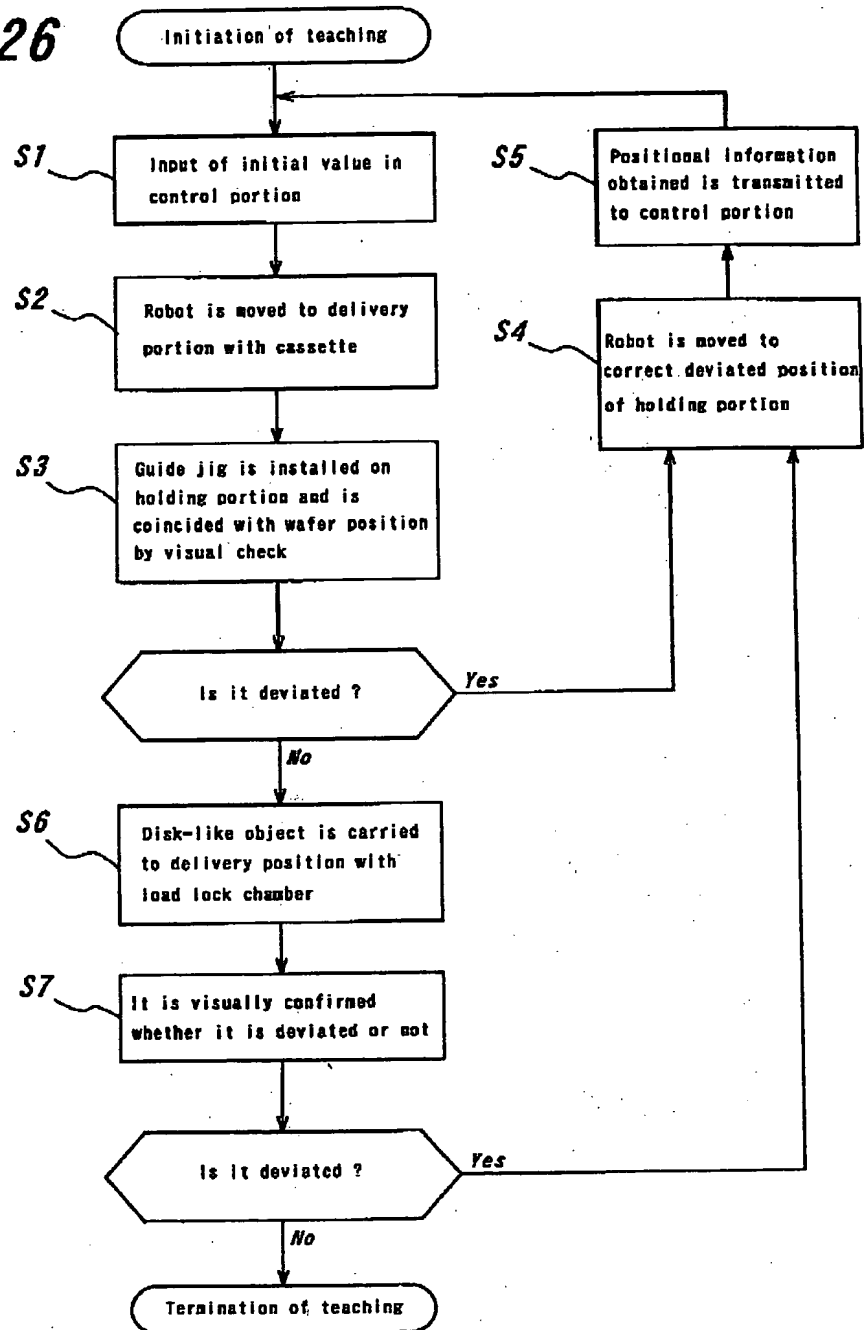 26
Initiation of teaching
S1
Input of initial value in
control portion
S5
Positional information
obtained is transmitted
to control portion
S2
Robot is moved to delivery
portion with cassette
S4
Robot is moved to
correct deviated position
of holding portion
S3
Guide jig is installed on
holding portion and is
coincided with wafer position
by visual check
Is it deviated ?
Yes
No
S6
Disk-like object is carried
to delivery position with
load lock chamber
S7
It is visually confirmed
whether it is deviated or not
Is it deviated ?
Yes
No
Termination of teaching